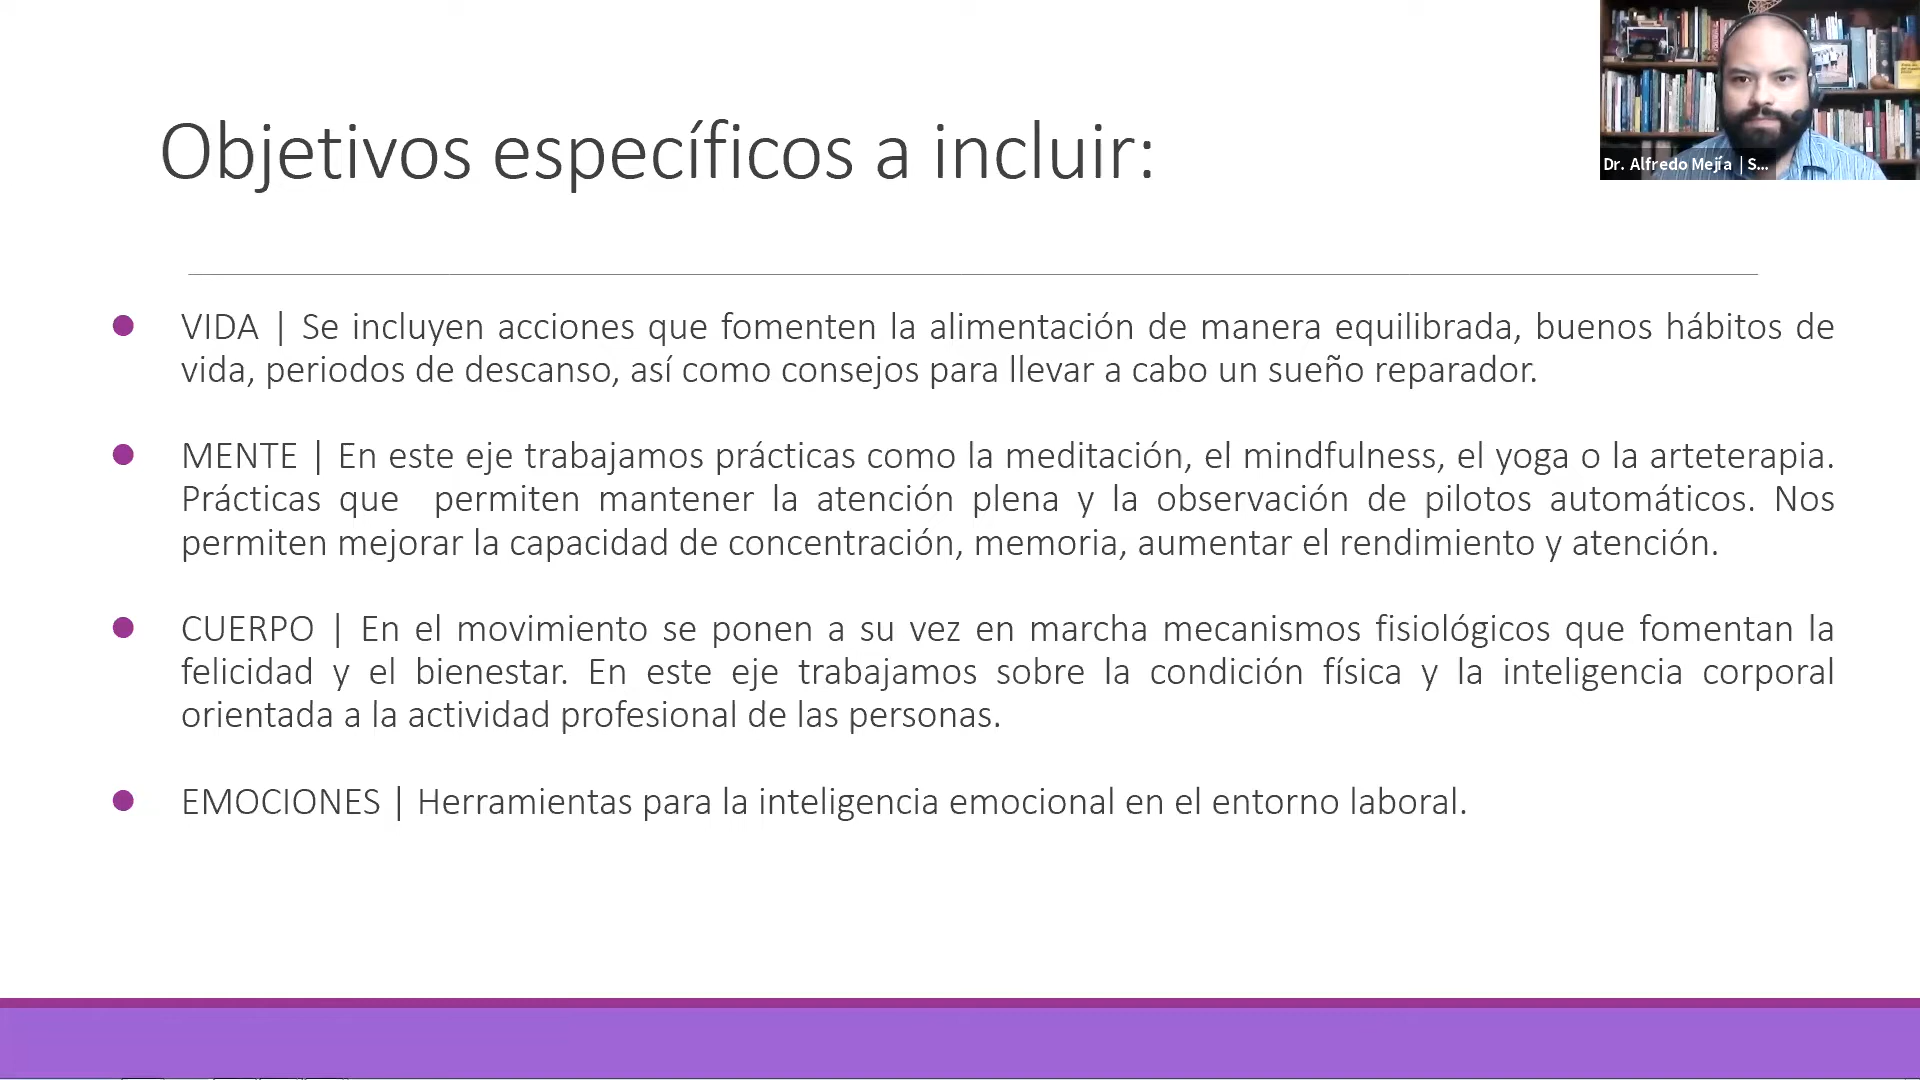 Objetivos específicos a incluir:
Dr. Alfredo Mejía | S...
VIDA | Se incluyen acciones que fomenten la alimentación de manera equilibrada, buenos hábitos de
vida, periodos de descanso, así como consejos para llevar a cabo un sueño reparador.
MENTE | En este eje trabajamos prácticas como la meditación, el mindfulness, el yoga o la arteterapia.
Prácticas que permiten mantener la atención plena y la observación de pilotos automáticos. Nos
permiten mejorar la capacidad de concentración, memoria, aumentar el rendimiento y atención.
CUERPO | En el movimiento se ponen a su vez en marcha mecanismos fisiológicos que fomentan la
felicidad y el bienestar. En este eje trabajamos sobre la condición física y la inteligencia corporal
orientada a la actividad profesional de las personas.
EMOCIONES | Herramientas para la inteligencia emocional en el entorno laboral.